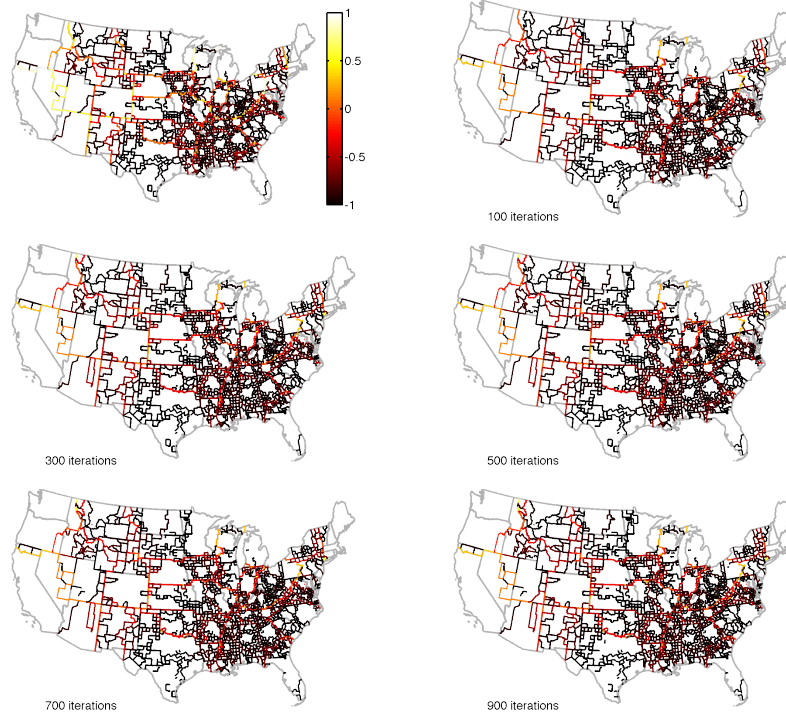 1
0.5
0
-0.5
-1
100 iterations
300 iterations
500 iterations
700 iterations
900 iterations